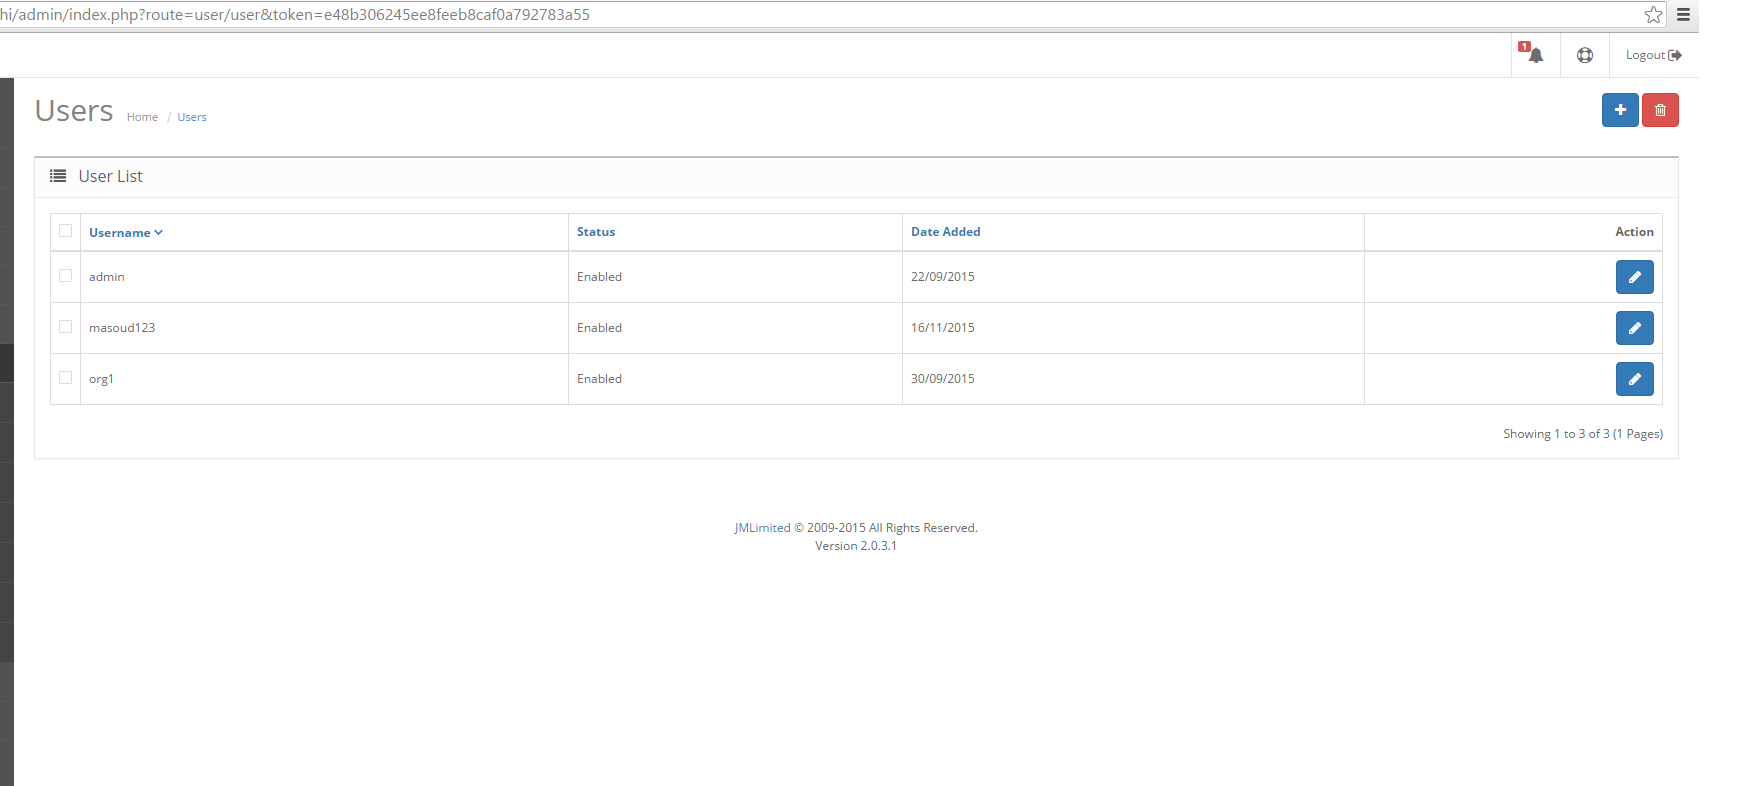 hi/admin/index.php?route=user/user&token=e48b306245ee8feeb8caf0a792783a55
1
Logout
Users Home / Users
User List
Username Status Date Added Action
admin Enabled 22/09/2015
masoud123 Enabled 16/11/2015
org1 Enabled 30/09/2015
Showing 1 to 3 of 3 (1 Pages)
JMLimited © 2009-2015 All Rights Reserved.
Version 2.0.3.1